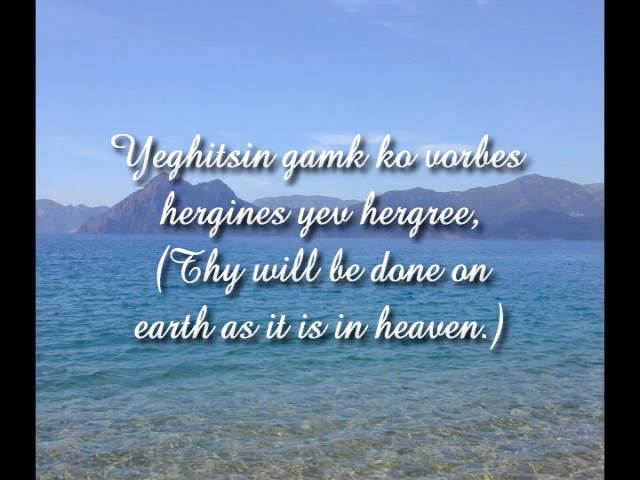 Yeghitsin gamk ko vorbes
hergines yev hergree,
(Thy will be done on
earth as it is in heaven.)